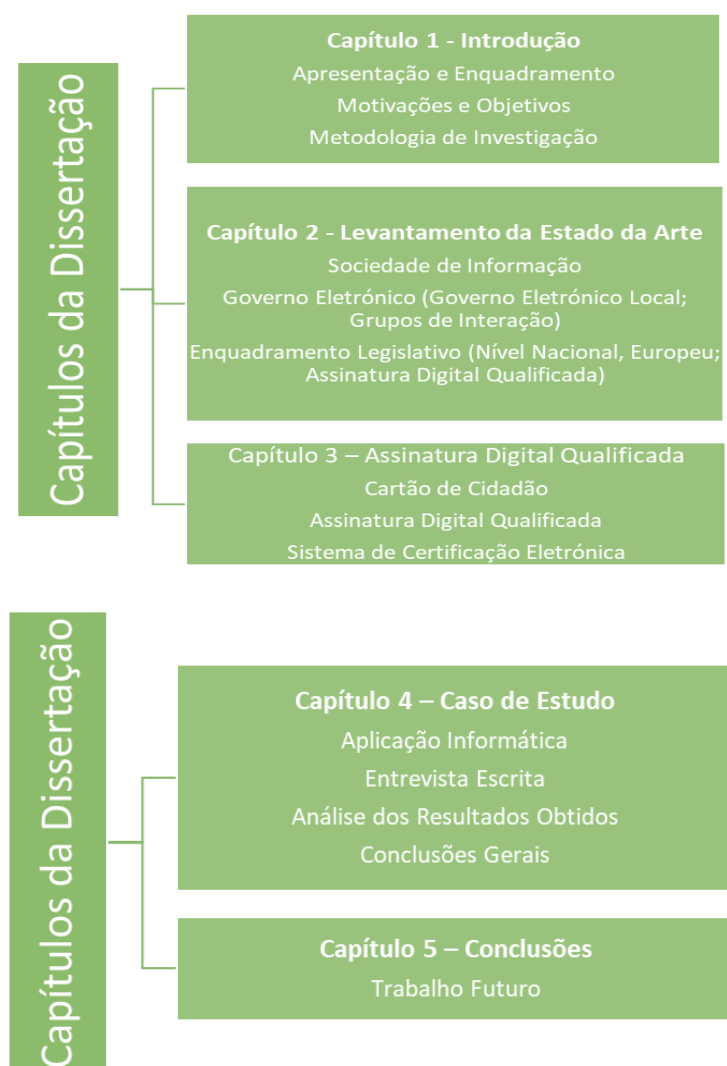 Capítulos da Dissertação
Capítulo 1 - Introdução
Apresentação e Enquadramento
Motivações e Objetivos
Metodologia de Investigação
Capítulo 2 - Levantamento da Estado da Arte
Sociedade de Informação
Governo Eletrónico (Governo Eletrónico Local;
Grupos de Interação)
Enquadramento Legislativo (Nível Nacional, Europeu;
Assinatura Digital Qualificada)
Capítulo 3 – Assinatura Digital Qualificada
Cartão de Cidadão
Assinatura Digital Qualificada
Sistema de Certificação Eletrónica
Capítulos da Dissertação
Capítulo 4 – Caso de Estudo
Aplicação Informática
Entrevista Escrita
Análise dos Resultados Obtidos
Conclusões Gerais
Capítulo 5 – Conclusões
Trabalho Futuro